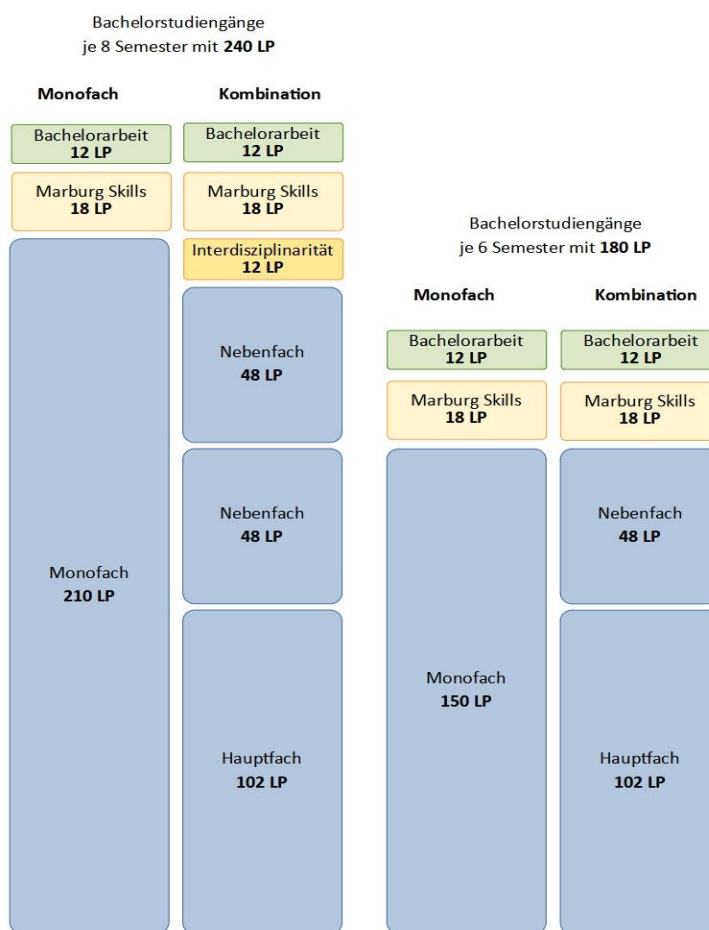 Bachelorstudiengänge
je 8 Semester mit 240 LP
Monofach
Bachelorarbeit
12 LP
Marburg Skills
18 LP
Monofach
210 LP
Kombination
Bachelorarbeit
12 LP
Marburg Skills
18 LP
Interdisziplinarität
12 LP
Nebenfach
48 LP
Nebenfach
48 LP
Hauptfach
102 LP
Bachelorstudiengänge
je 6 Semester mit 180 LP
Monofach
Bachelorarbeit
12 LP
Marburg Skills
18 LP
Monofach
150 LP
Kombination
Bachelorarbeit
12 LP
Marburg Skills
18 LP
Nebenfach
48 LP
Hauptfach
102 LP